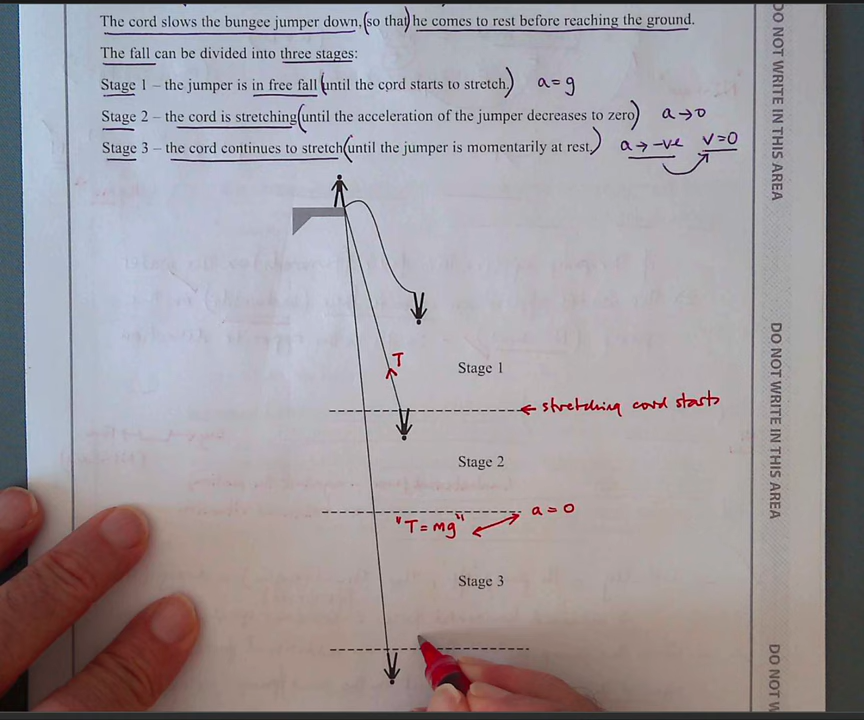 The cord slows the bungee jumper down, (so that) he comes to rest before reaching the ground.
The fall can be divided into three stages:
Stage 1 – the jumper is in free fall (until the cord starts to stretch,) a = g
Stage 2 – the cord is stretching (until the acceleration of the jumper decreases to zero) a → 0
Stage 3 – the cord continues to stretch (until the jumper is momentarily at rest,) a → -ve v = 0
T
Stage 1
← stretching cord starts
Stage 2
"T = mg" a = 0
Stage 3
DO NOT WRITE IN THIS AREA
DO NOT WRITE IN THIS AREA
DO NOT W